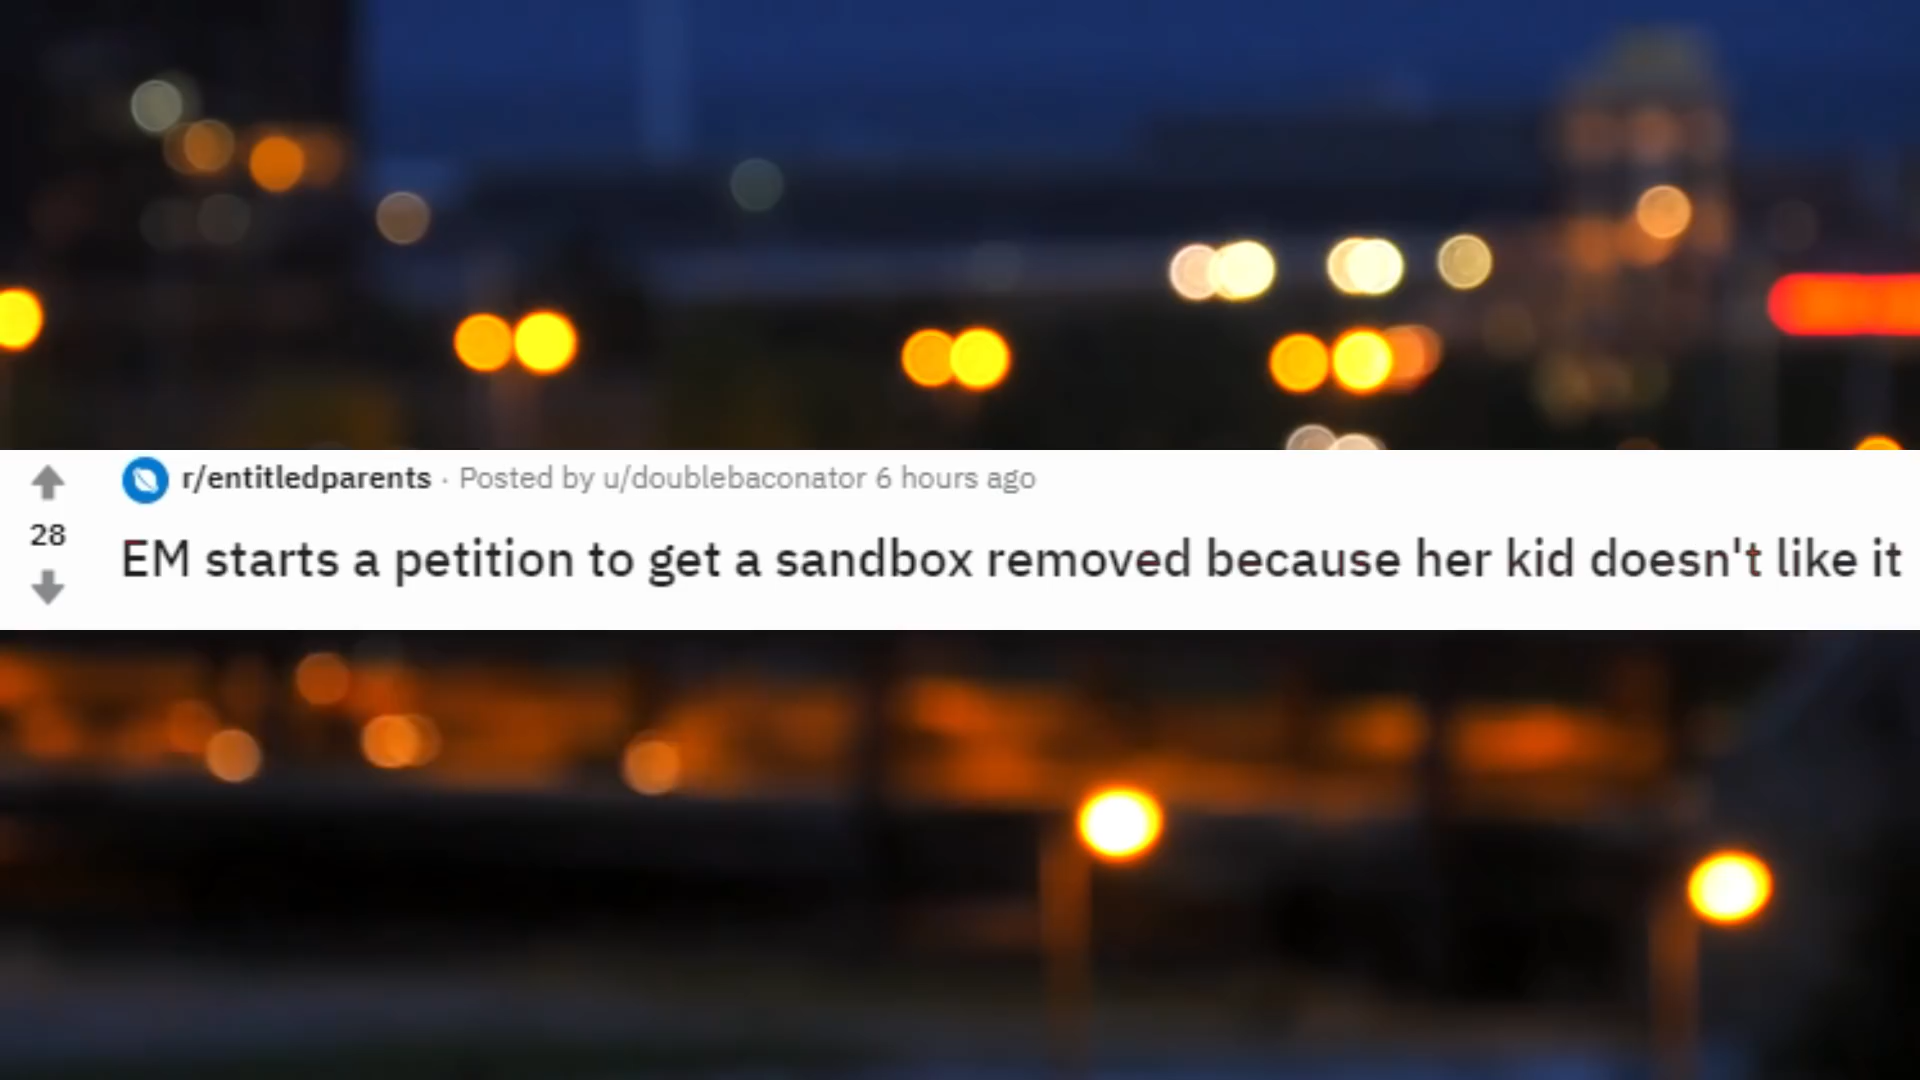 r/entitledparents · Posted by u/doublebaconator 6 hours ago
28
EM starts a petition to get a sandbox removed because her kid doesn't like it